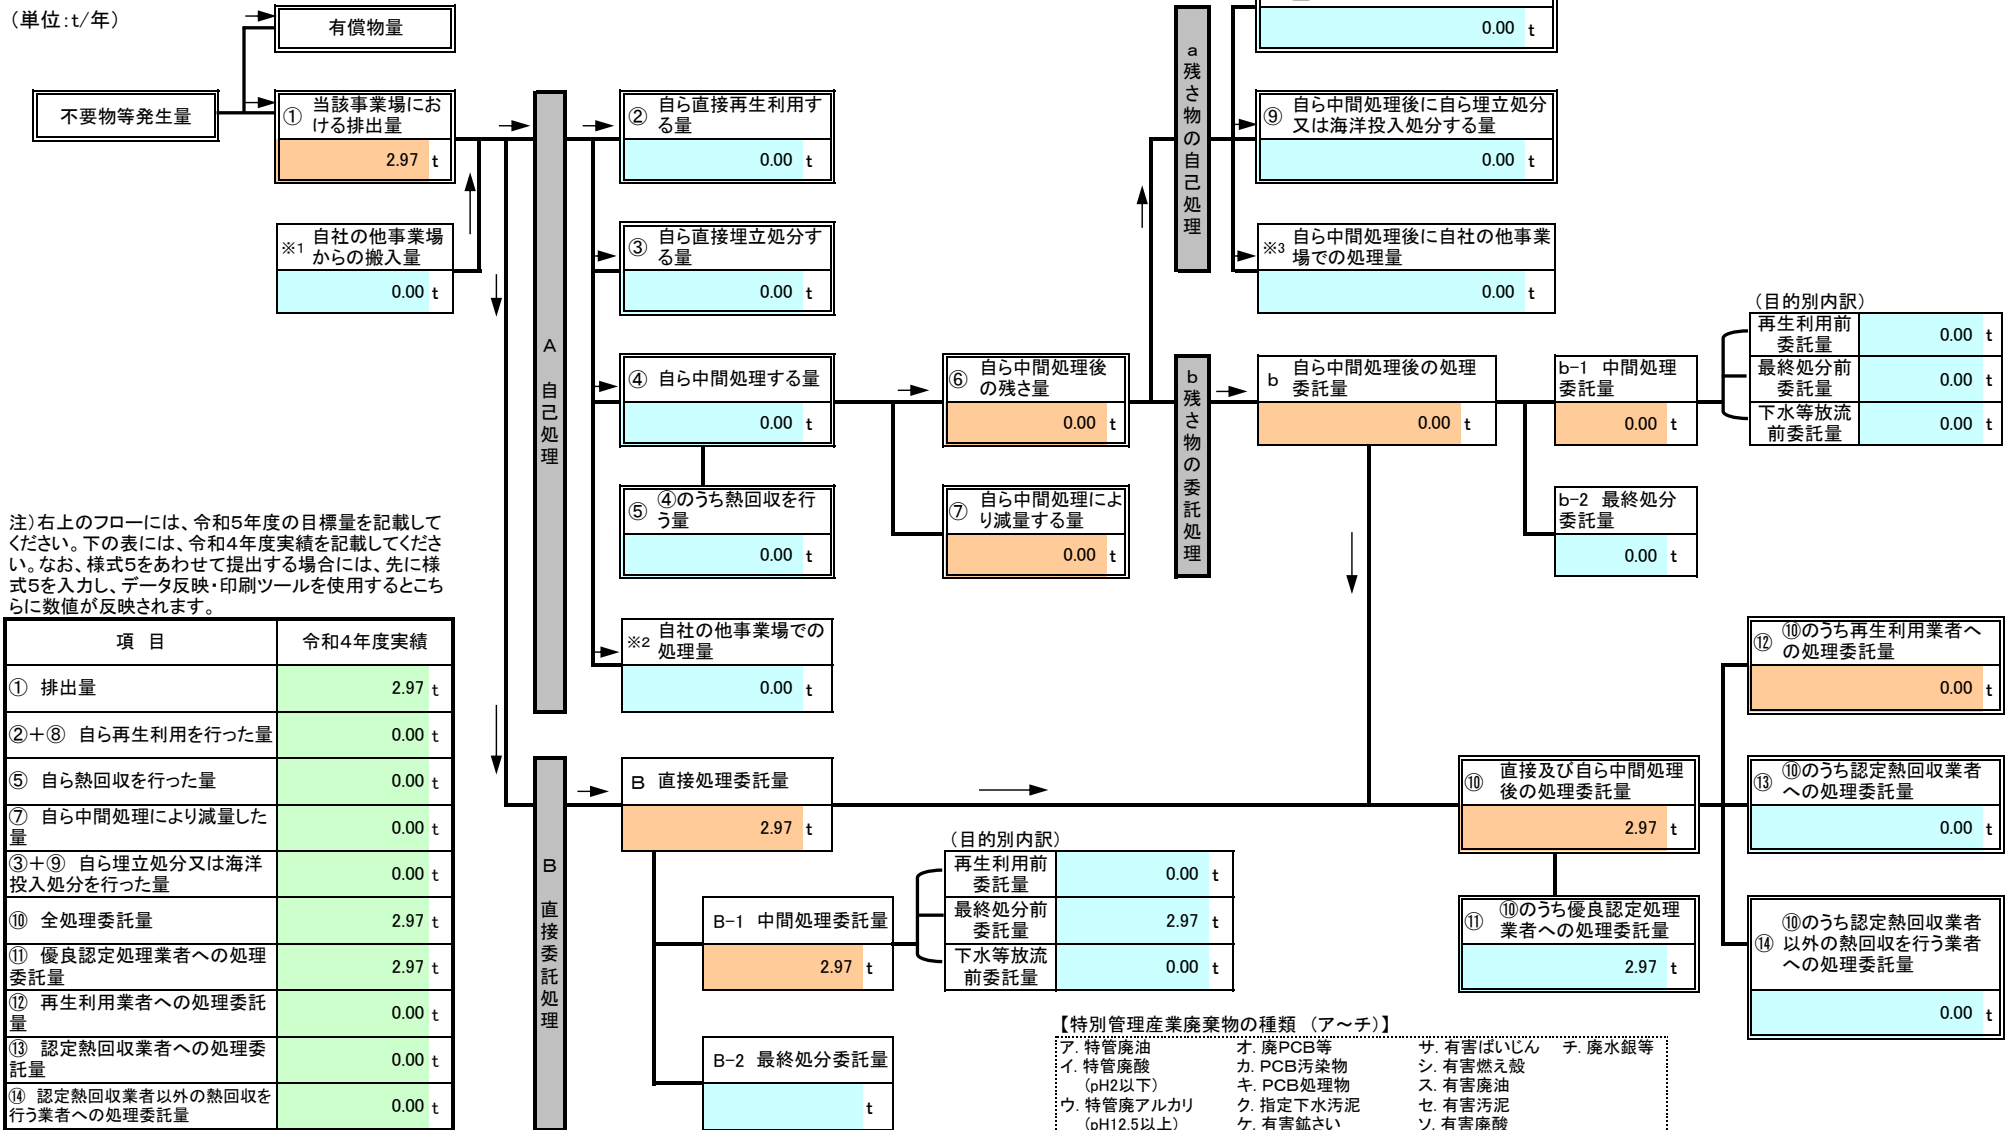 （単位：t/年）
有償物量
不要物等発生量
① 当該事業場にお
ける排出量
2.97 t
※1 自社の他事業場
からの搬入量
0.00 t
A 自己処理
② 自ら直接再生利用す
る量
0.00 t
③ 自ら直接埋立処分す
る量
0.00 t
④ 自ら中間処理する量
0.00 t
⑤ ④のうち熱回収を行
う量
0.00 t
※2 自社の他事業場での
処理量
0.00 t
⑥ 自ら中間処理後
の残さ量
0.00 t
⑦ 自ら中間処理によ
り減量する量
0.00 t
a 残さ物の自己処理
0.00 t
⑨ 自ら中間処理後に自ら埋立処分
又は海洋投入処分する量
0.00 t
※3 自ら中間処理後に自社の他事業
場での処理量
0.00 t
b 残さ物の委託処理
b 自ら中間処理後の処理
委託量
0.00 t
b-1 中間処理
委託量
0.00 t
b-2 最終処分
委託量
0.00 t
（目的別内訳）
再生利用前
委託量 0.00 t
最終処分前
委託量 0.00 t
下水等放流
前委託量 0.00 t
注）右上のフローには、令和5年度の目標量を記載して
ください。下の表には、令和4年度実績を記載してくださ
い。なお、様式5をあわせて提出する場合には、先に様
式5を入力し、データ反映・印刷ツールを使用するとこち
らに数値が反映されます。
項 目 令和4年度実績
① 排出量 2.97 t
②＋⑧ 自ら再生利用を行った量 0.00 t
⑤ 自ら熱回収を行った量 0.00 t
⑦ 自ら中間処理により減量した
量 0.00 t
③＋⑨ 自ら埋立処分又は海洋
投入処分を行った量 0.00 t
⑩ 全処理委託量 2.97 t
⑪ 優良認定処理業者への処理
委託量 2.97 t
⑫ 再生利用業者への処理委託
量 0.00 t
⑬ 認定熱回収業者への処理委
託量 0.00 t
⑭ 認定熱回収業者以外の熱回収を
行う業者への処理委託量 0.00 t
B 直接委託処理
B 直接処理委託量
2.97 t
B-1 中間処理委託量
2.97 t
B-2 最終処分委託量
t
（目的別内訳）
再生利用前
委託量 0.00 t
最終処分前
委託量 2.97 t
下水等放流
前委託量 0.00 t
⑩ 直接及び自ら中間処理
後の処理委託量
2.97 t
⑪ ⑩のうち優良認定処理
業者への処理委託量
2.97 t
⑫ ⑩のうち再生利用業者へ
の処理委託量
0.00 t
⑬ ⑩のうち認定熱回収業者
への処理委託量
0.00 t
⑭ ⑩のうち認定熱回収業者
以外の熱回収を行う業者
への処理委託量
0.00 t
【特別管理産業廃棄物の種類 （ア～チ）】
ア. 特管廃油 オ. 廃PCB等 サ. 有害ばいじん チ. 廃水銀等
イ. 特管廃酸 カ. PCB汚染物 シ. 有害燃え殻
（pH2以下） キ. PCB処理物 ス. 有害廃油
ウ. 特管廃アルカリ ク. 指定下水汚泥 セ. 有害汚泥
（pH12.5以上） ケ. 有害鉱さい ソ. 有害廃酸